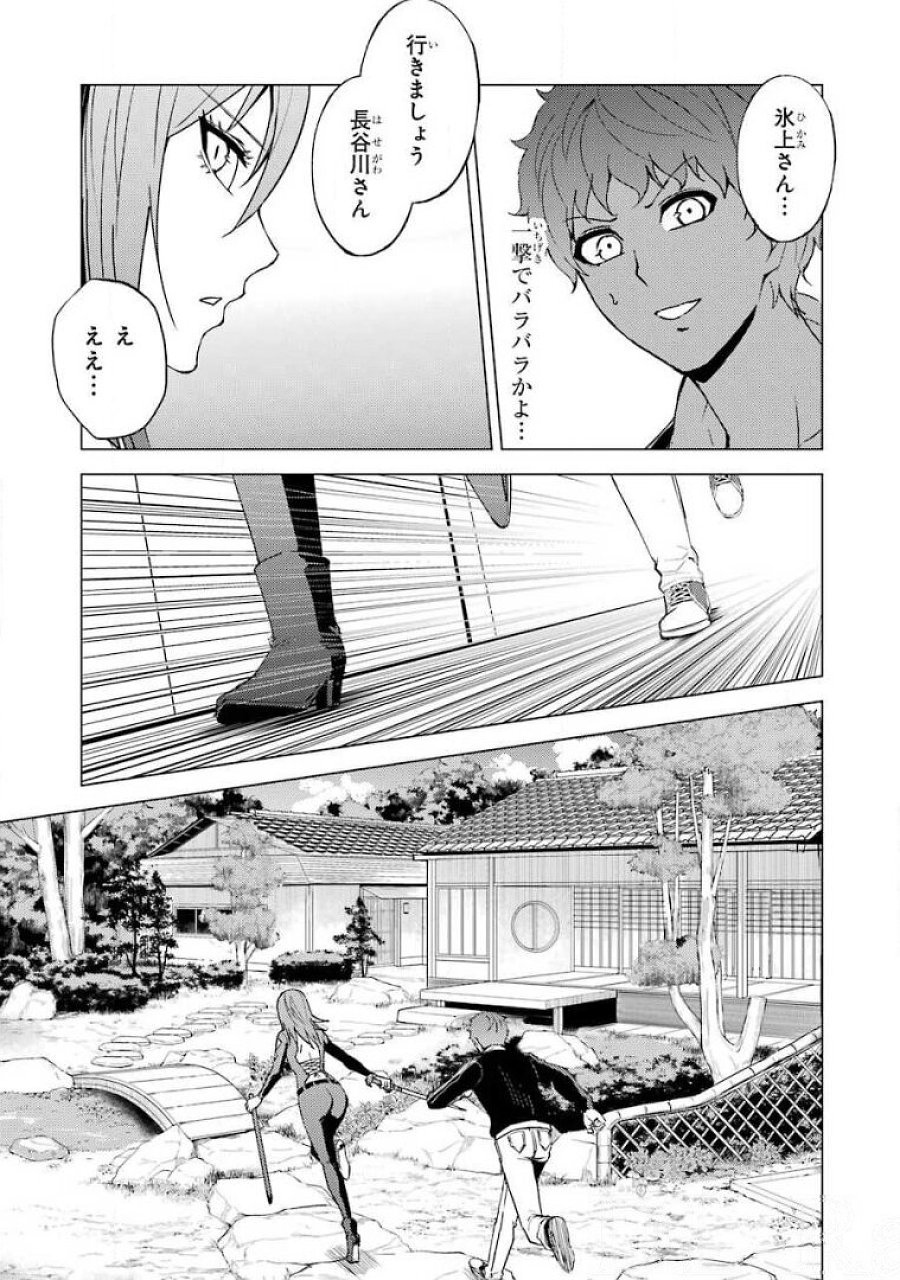 氷上さん…
一撃でバラバラかよ…
行きましょう
長谷川さん
え
ええ…